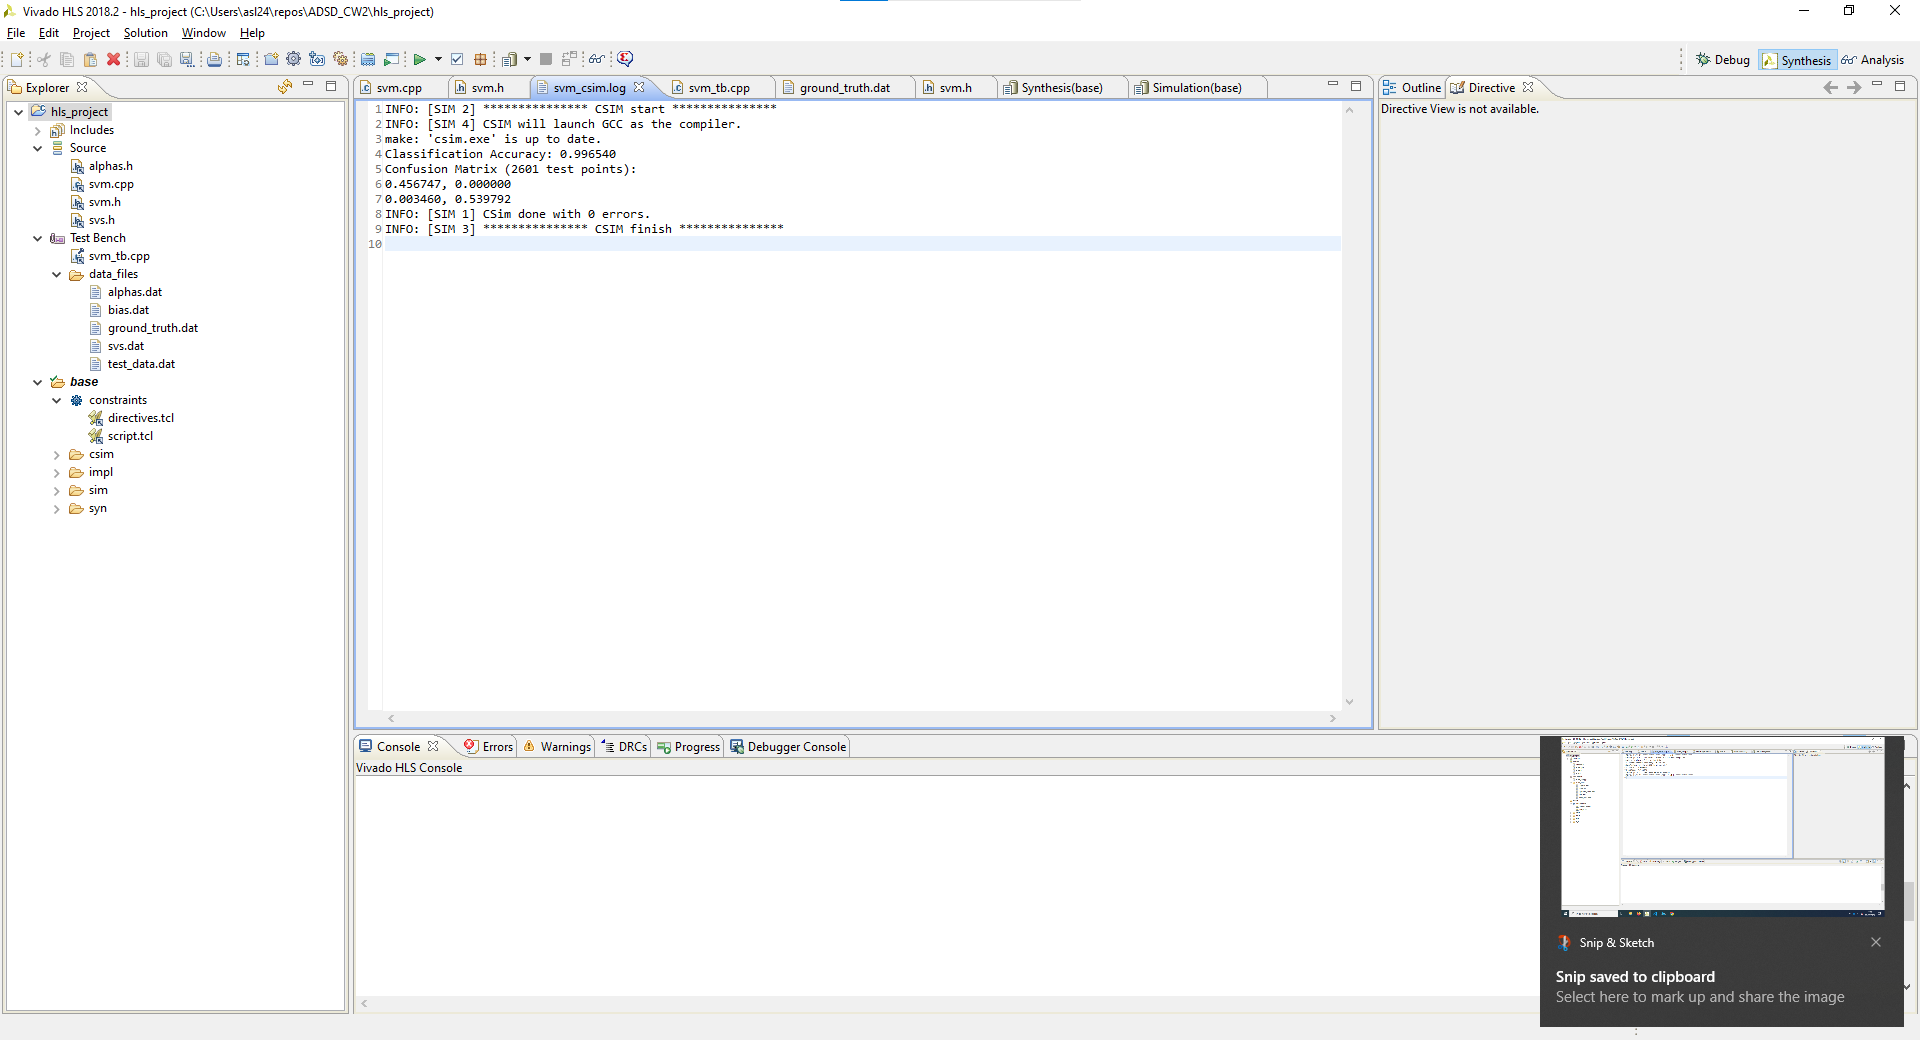 Vivado HLS 2018.2 - hls_project (C:\Users\asl24\repos\ADSD_CW2\hls_project)
File Edit Project Solution Window Help
Debug Synthesis Analysis
Explorer
hls_project
Includes
Source
alphas.h
svm.cpp
svm.h
svs.h
Test Bench
svm_tb.cpp
data_files
alphas.dat
bias.dat
ground_truth.dat
svs.dat
test_data.dat
base
constraints
directives.tcl
script.tcl
csim
impl
sim
syn
svm.cpp svm.h svm_csim.log svm_tb.cpp ground_truth.dat svm.h Synthesis(base) Simulation(base)
1 INFO: [SIM 2] *************** CSIM start ***************
2 INFO: [SIM 4] CSIM will launch GCC as the compiler.
3 make: 'csim.exe' is up to date.
4 Classification Accuracy: 0.996540
5 Confusion Matrix (2601 test points):
6 0.456747, 0.000000
7 0.003460, 0.539792
8 INFO: [SIM 1] CSim done with 0 errors.
9 INFO: [SIM 3] *************** CSIM finish ***************
10
Outline Directive
Directive View is not available.
Console Errors Warnings DRCs Progress Debugger Console
Vivado HLS Console
Snip & Sketch
Snip saved to clipboard
Select here to mark up and share the image